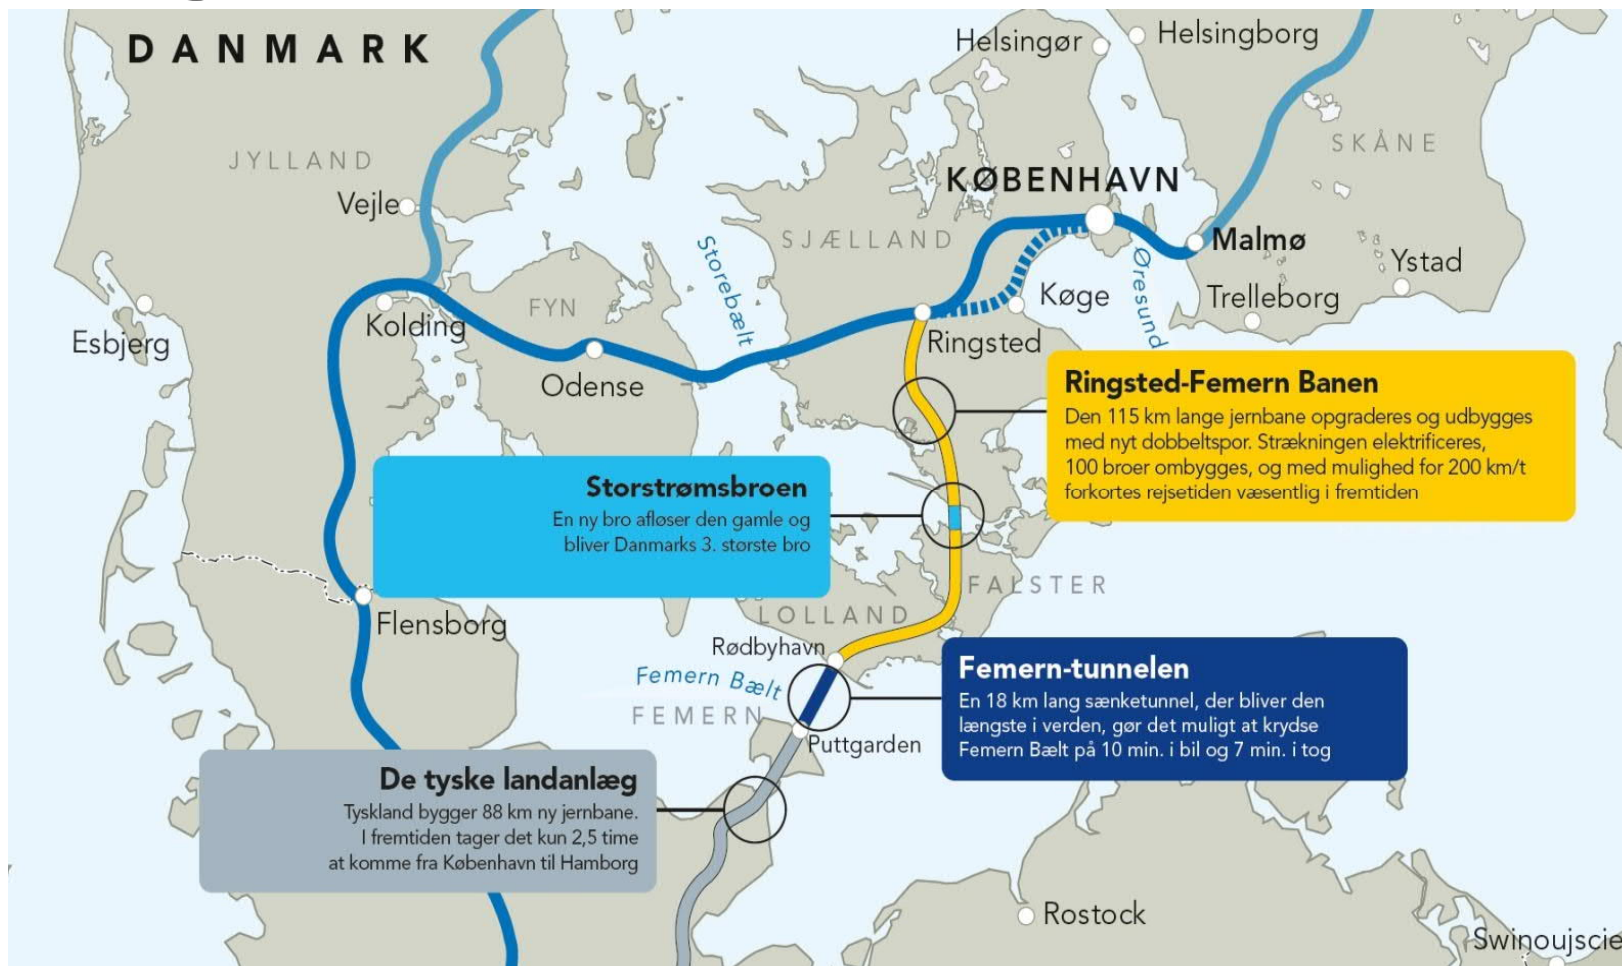 DANMARK
Helsingør
Helsingborg
JYLLAND
SKÅNE
KØBENHAVN
Vejle
SJÆLLAND
Malmø
Storebælt
Øresund
Ystad
Esbjerg
Kolding
FYN
Køge
Trelleborg
Odense
Ringsted
Ringsted-Femern Banen
Den 115 km lange jernbane opgraderes og udbygges
med nyt dobbeltspor. Strækningen elektrificeres,
100 broer ombygges, og med mulighed for 200 km/t
forkortes rejsetiden væsentlig i fremtiden
Storstrømsbroen
En ny bro afløser den gamle og
bliver Danmarks 3. største bro
FALSTER
LOLLAND
Flensborg
Rødbyhavn
Femern Bælt
FEMERN
Puttgarden
Femern-tunnelen
En 18 km lang sænketunnel, der bliver den
længste i verden, gør det muligt at krydse
Femern Bælt på 10 min. i bil og 7 min. i tog
De tyske landanlæg
Tyskland bygger 88 km ny jernbane.
I fremtiden tager det kun 2,5 time
at komme fra København til Hamborg
Rostock
Swinoujscie